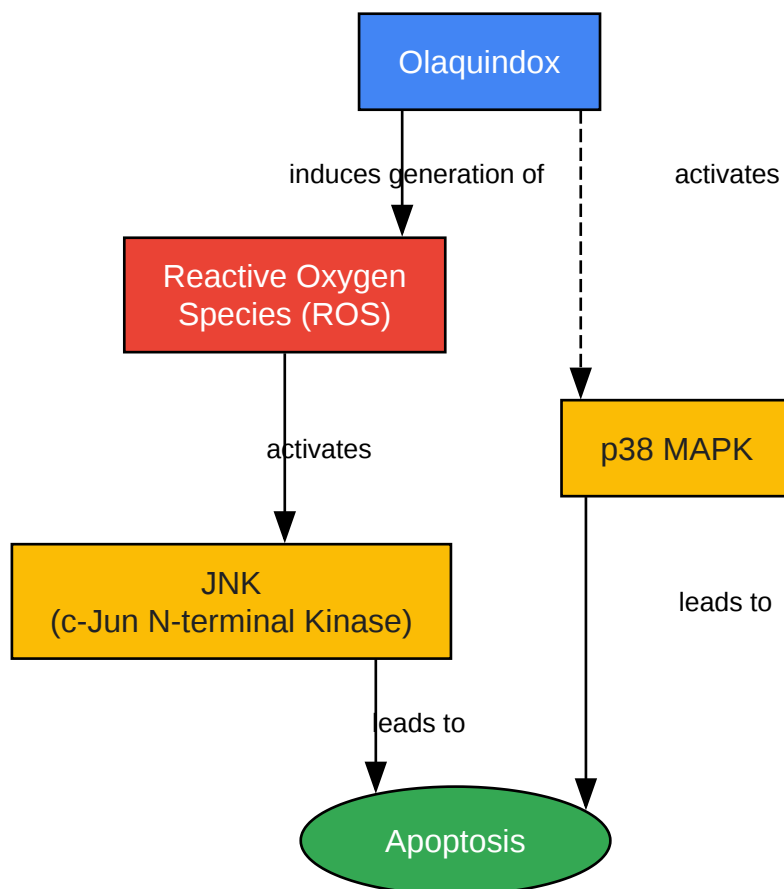 Olaquindox
induces generation of
activates
Reactive Oxygen
Species (ROS)
activates
p38 MAPK
JNK
(c-Jun N-terminal Kinase)
leads to
leads to
Apoptosis